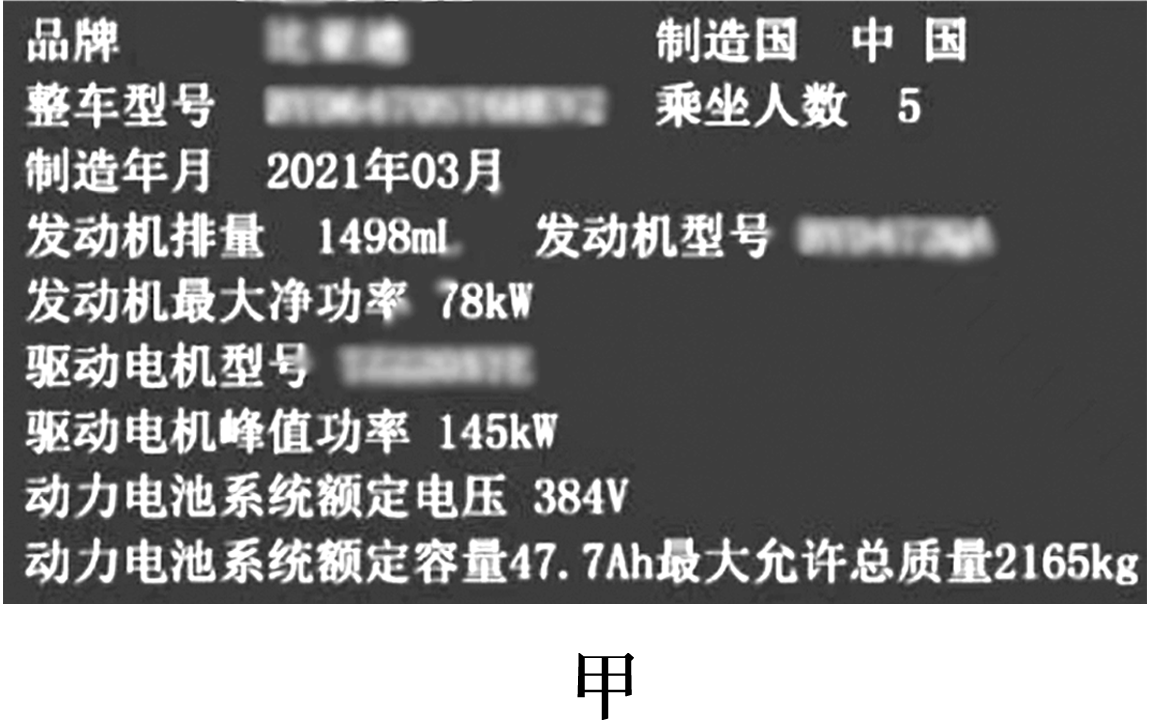 品牌 制造国 中 国
整车型号 乘坐人数 5
制造年月 2021年03月
发动机排量 1498mL 发动机型号
发动机最大净功率 78kW
驱动电机型号
驱动电机峰值功率 145kW
动力电池系统额定电压 384V
动力电池系统额定容量47.7Ah最大允许总质量2165kg
甲